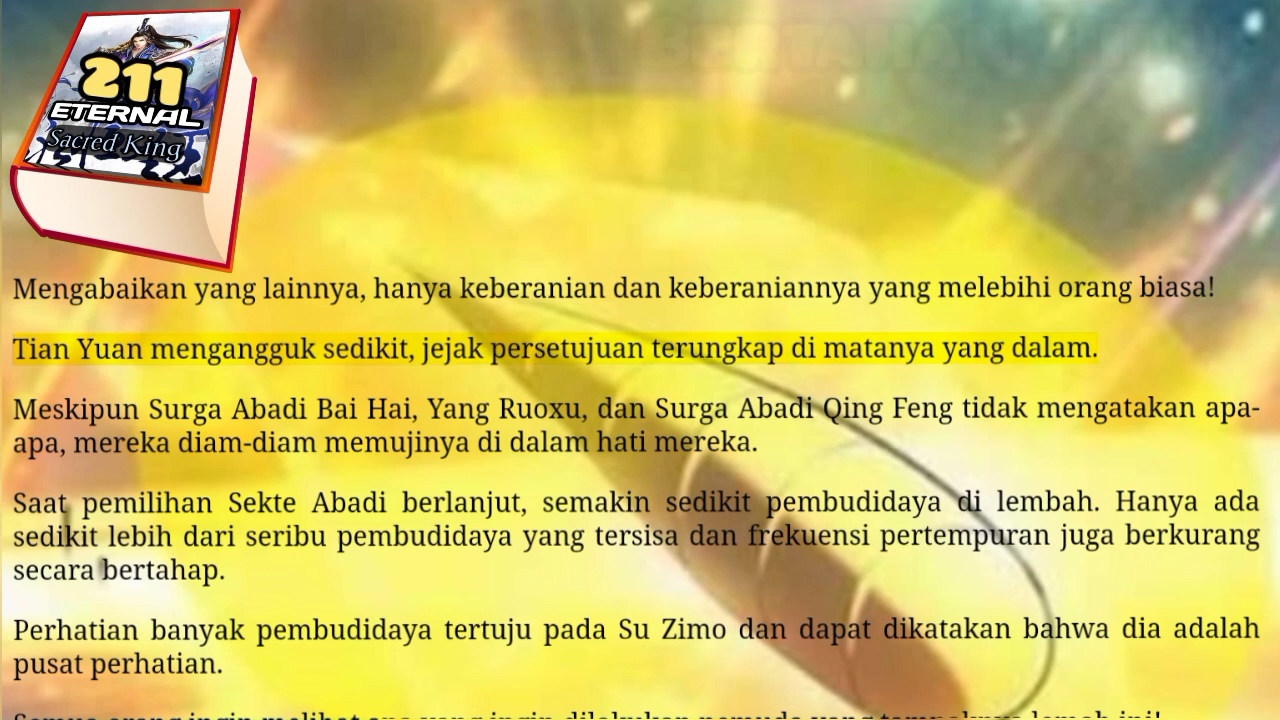 211
ETERNAL
Sacred King
Mengabaikan yang lainnya, hanya keberanian dan keberaniannya yang melebihi orang biasa!
Tian Yuan mengangguk sedikit, jejak persetujuan terungkap di matanya yang dalam.
Meskipun Surga Abadi Bai Hai, Yang Ruoxu, dan Surga Abadi Qing Feng tidak mengatakan apa-
apa, mereka diam-diam memujinya di dalam hati mereka.
Saat pemilihan Sekte Abadi berlanjut, semakin sedikit pembudidaya di lembah. Hanya ada
sedikit lebih dari seribu pembudidaya yang tersisa dan frekuensi pertempuran juga berkurang
secara bertahap.
Perhatian banyak pembudidaya tertuju pada Su Zimo dan dapat dikatakan bahwa dia adalah
pusat perhatian.